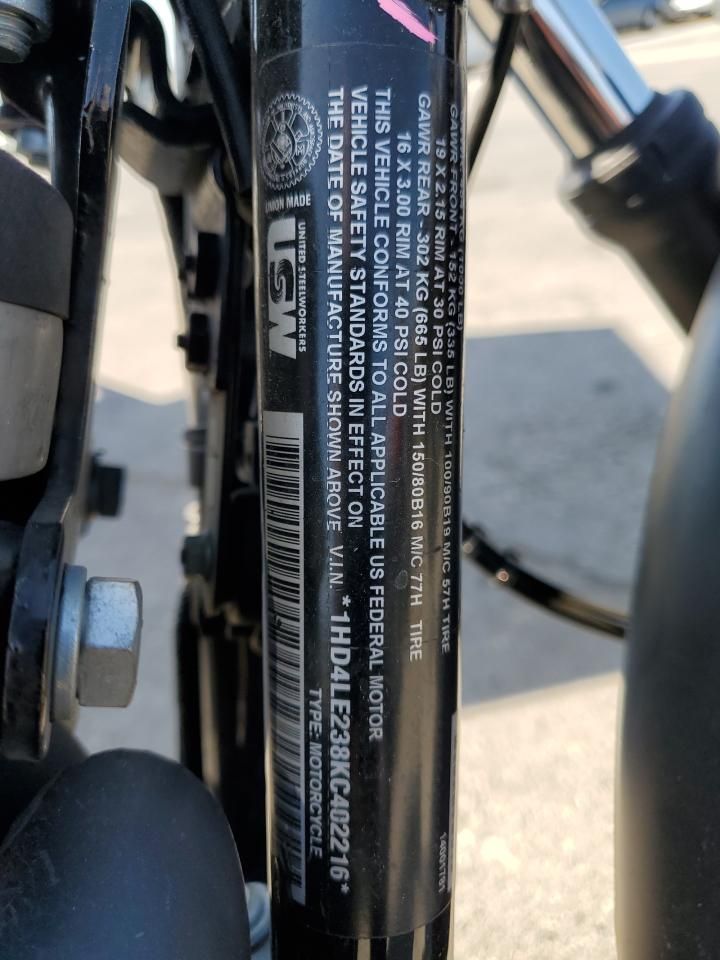 (1000 LB)
GAWR FRONT - 152 KG (335 LB) WITH 100/90B19 M/C 57H TIRE
19 X 2.15 RIM AT 30 PSI COLD
GAWR REAR - 302 KG (665 LB) WITH 150/80B16 M/C 77H TIRE
16 X 3.00 RIM AT 40 PSI COLD
THIS VEHICLE CONFORMS TO ALL APPLICABLE US FEDERAL MOTOR
VEHICLE SAFETY STANDARDS IN EFFECT ON
THE DATE OF MANUFACTURE SHOWN ABOVE V.I.N. *1HD4LE238KC402216*
TYPE: MOTORCYCLE
UNION MADE
USW
UNITED STEELWORKERS
14001781